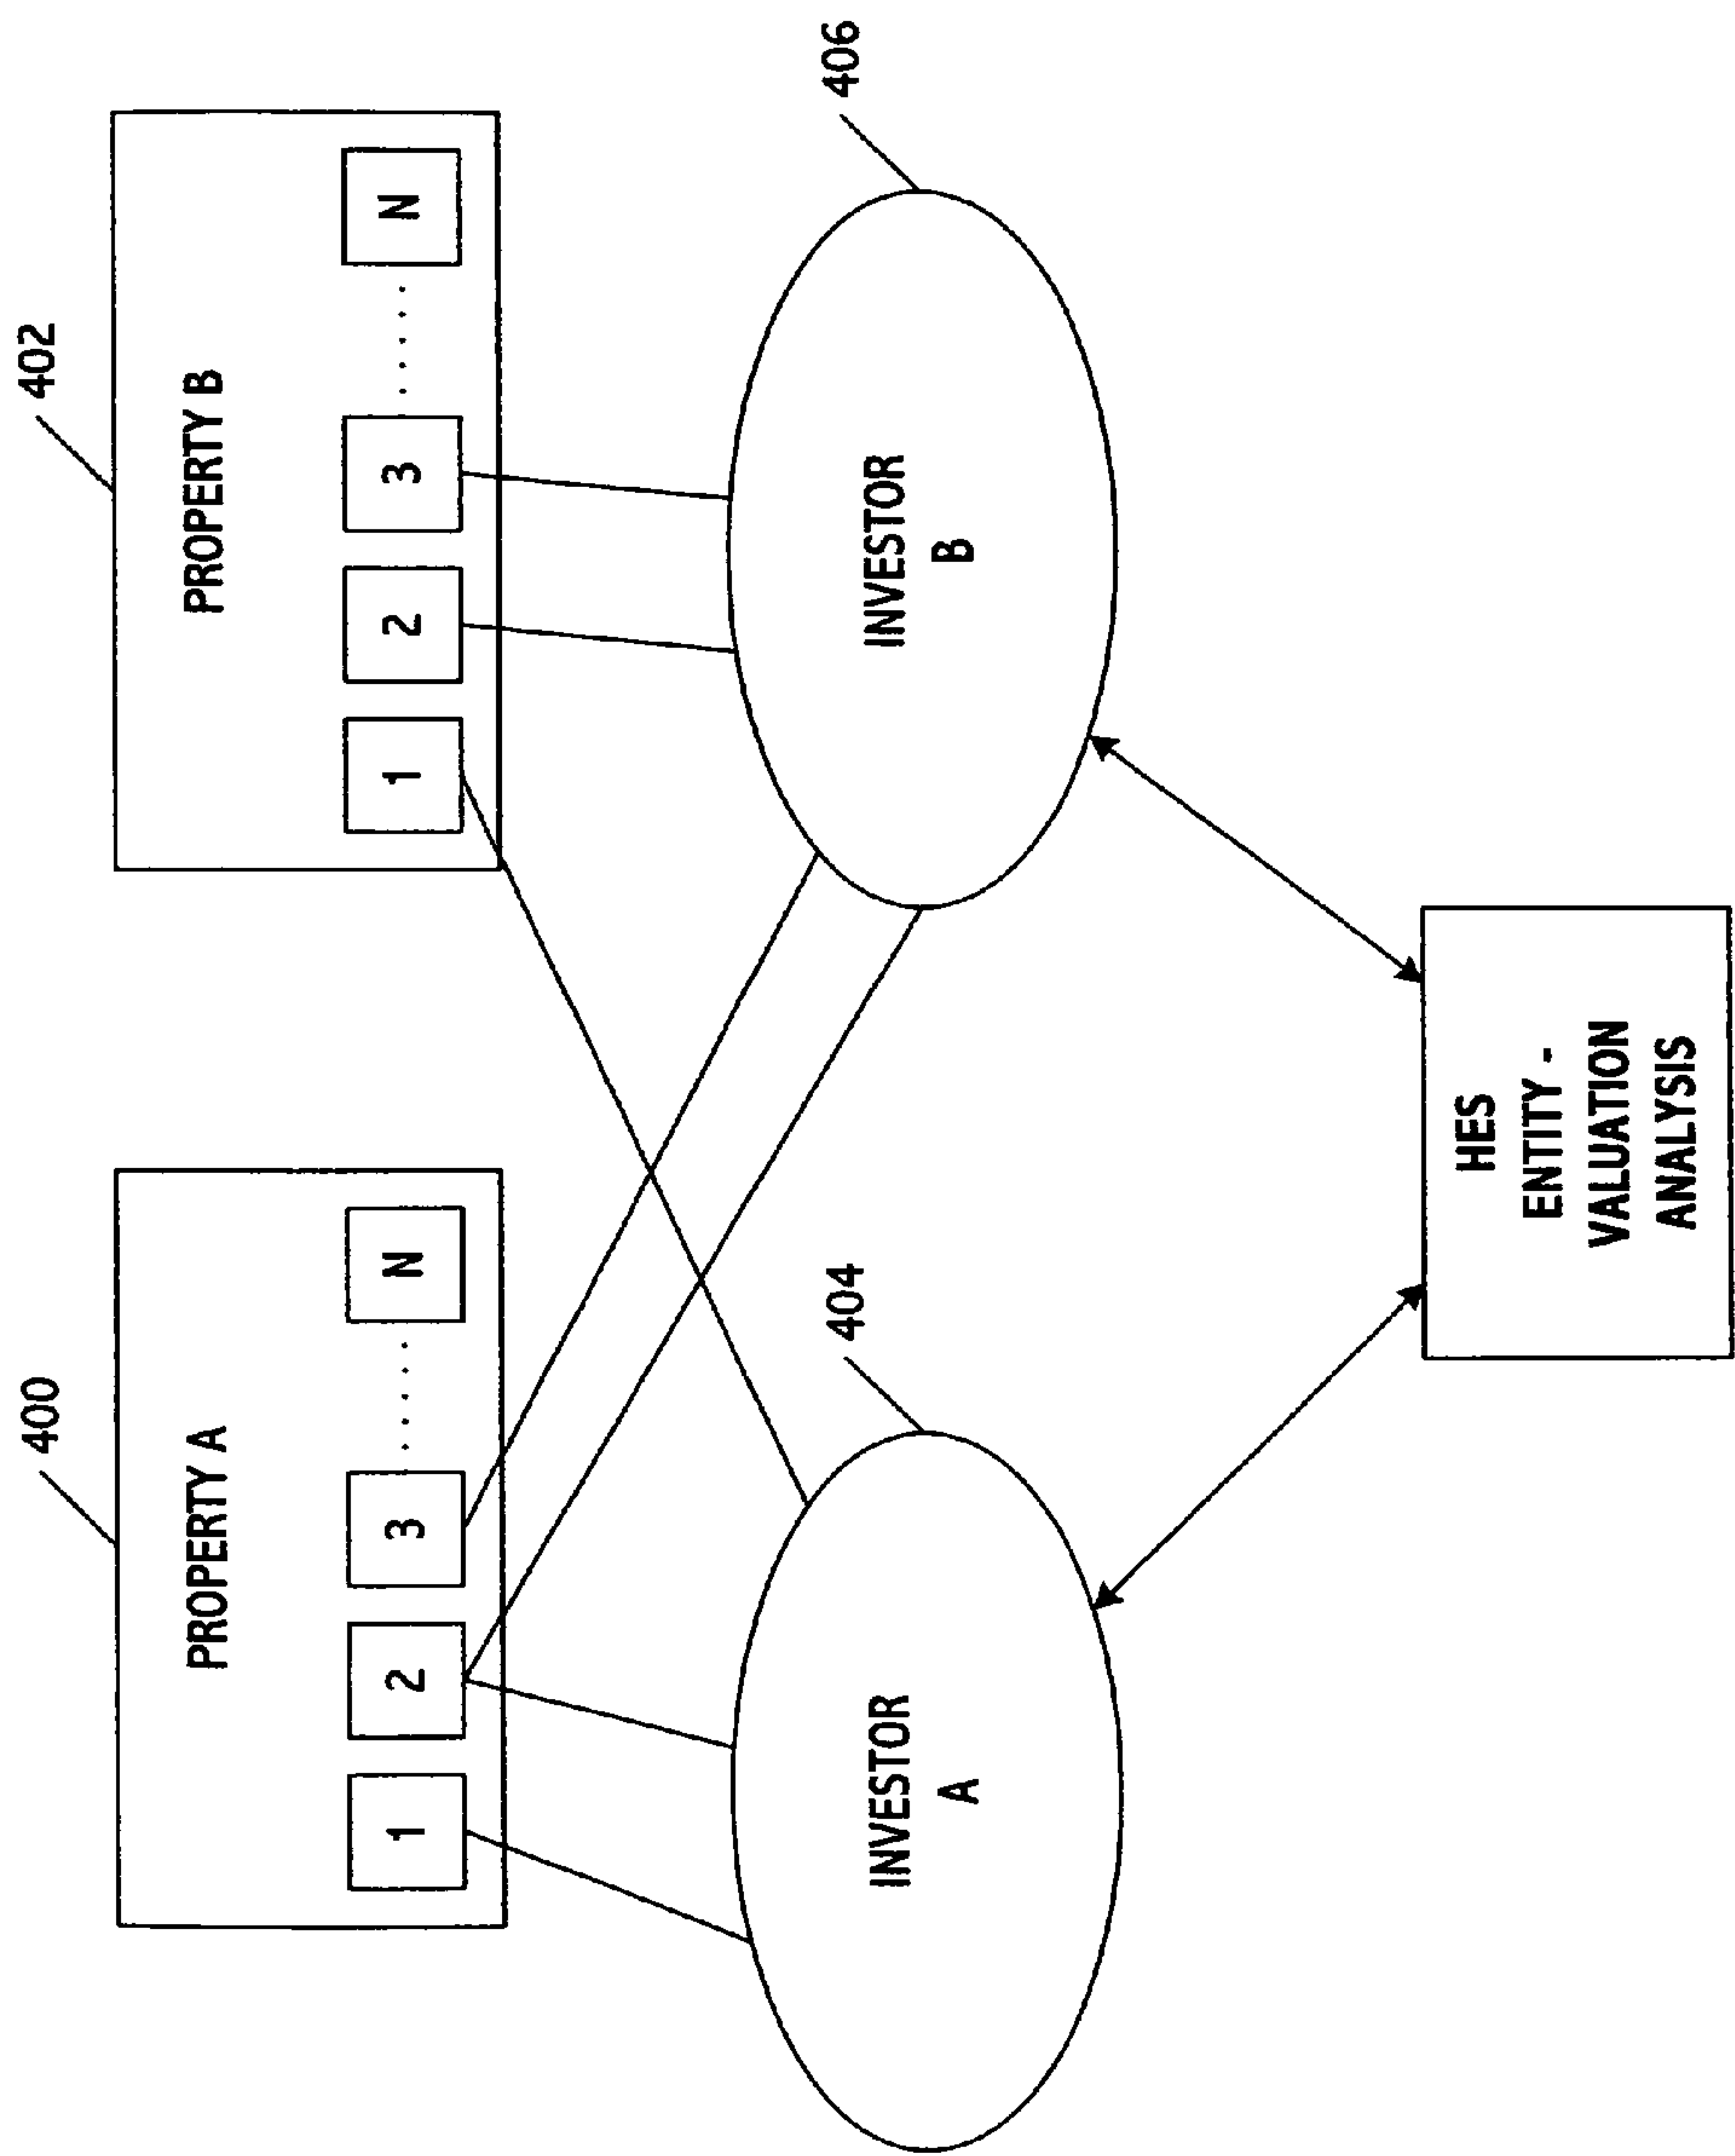 400
402
PROPERTY A
PROPERTY B
1 2 3 ..... N
1 2 3 ..... N
404
406
INVESTOR
A
INVESTOR
B
HES
ENTITY -
VALUATION
ANALYSIS